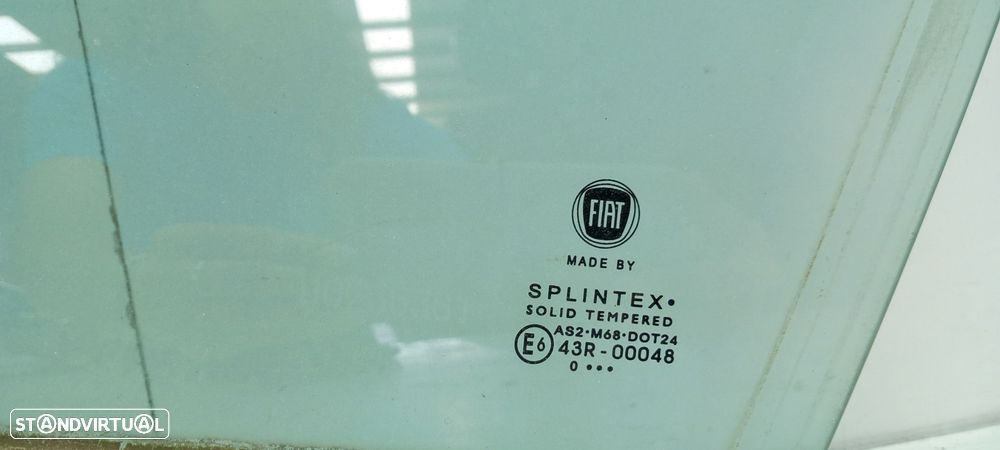 FIAT
MADE BY
SPLINTEX•
SOLID TEMPERED
AS2•M68•DOT24
E6 43R-00048
0 •••
STANDVIRTUAL